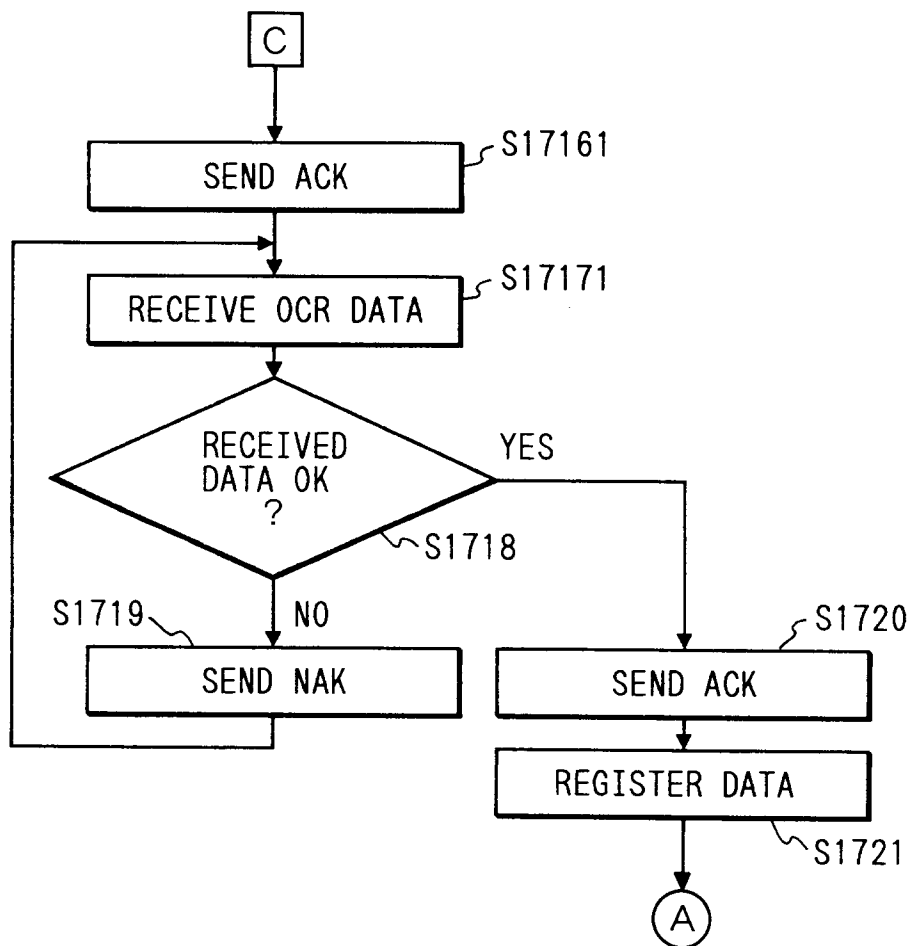 C
SEND ACK
S17161
RECEIVE OCR DATA
S17171
RECEIVED
DATA OK
?
YES
S1718
NO
S1719
SEND NAK
S1720
SEND ACK
REGISTER DATA
S1721
A